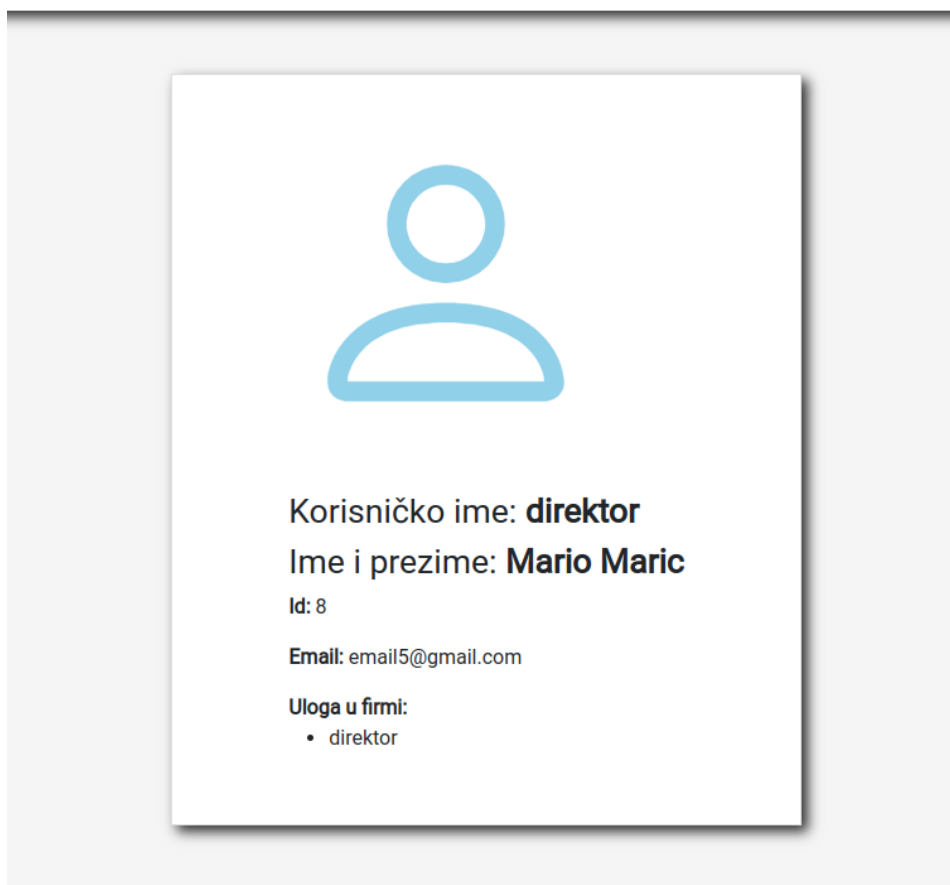 Korisničko ime: direktor
Ime i prezime: Mario Maric
Id: 8
Email: email5@gmail.com
Uloga u firmi:
• direktor